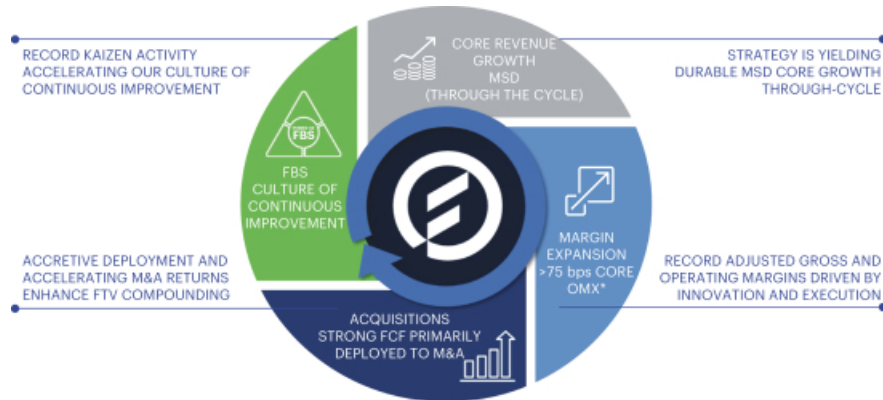 RECORD KAIZEN ACTIVITY
ACCELERATING OUR CULTURE OF
CONTINUOUS IMPROVEMENT
CORE REVENUE
GROWTH
MSD
(THROUGH THE CYCLE)
STRATEGY IS YIELDING
DURABLE MSD CORE GROWTH
THROUGH-CYCLE
FBS
FBS
CULTURE OF
CONTINUOUS
IMPROVEMENT
MARGIN
EXPANSION
>75 bps CORE
OMX*
ACCRETIVE DEPLOYMENT AND
ACCELERATING M&A RETURNS
ENHANCE FTV COMPOUNDING
RECORD ADJUSTED GROSS AND
OPERATING MARGINS DRIVEN BY
INNOVATION AND EXECUTION
ACQUISITIONS
STRONG FCF PRIMARILY
DEPLOYED TO M&A